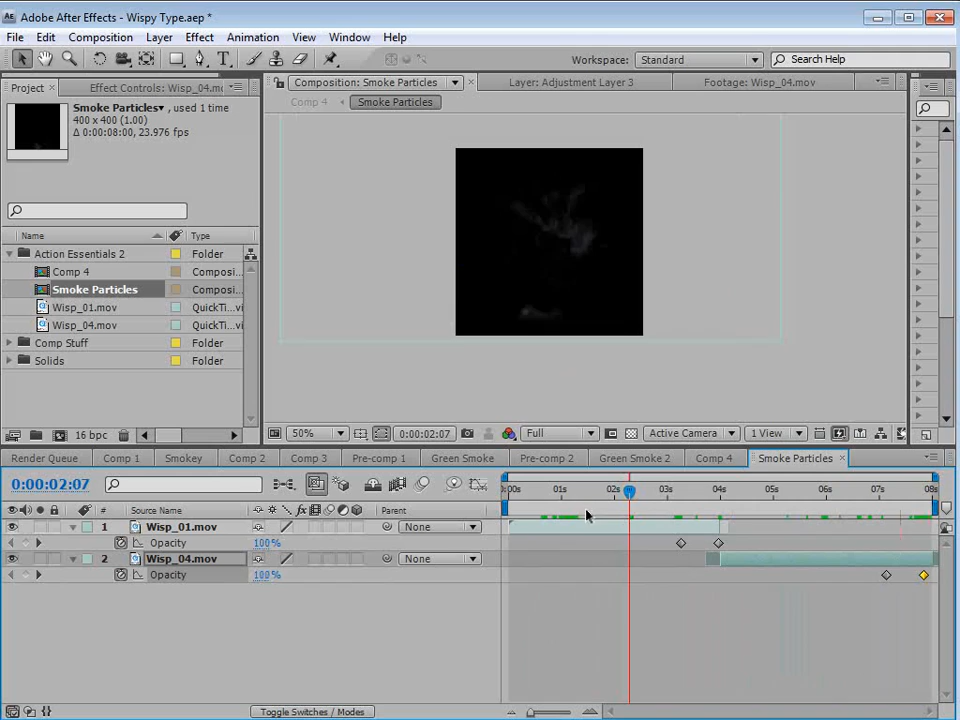 Adobe After Effects - Wispy Type.aep *
File Edit Composition Layer Effect Animation View Window Help
Workspace: Standard Search Help
Project Effect Controls: Wisp_04.mo Composition: Smoke Particles Layer: Adjustment Layer 3 Footage: Wisp_04.mov
Comp 4 Smoke Particles
Smoke Particles , used 1 time
400 x 400 (1.00)
Δ 0:00:08:00, 23.976 fps
Name Type
Action Essentials 2 Folder
Comp 4 Composi...
Smoke Particles Composi...
Wisp_01.mov QuickTi...vi
Wisp_04.mov QuickTi...vi
Comp Stuff Folder
Solids Folder
16 bpc 50% 0:00:02:07 Full Active Camera 1 View
Render Queue Comp 1 Smokey Comp 2 Comp 3 Pre-comp 1 Green Smoke Pre-comp 2 Green Smoke 2 Comp 4 Smoke Particles
0:00:02:07 :00s 01s 02s 03s 04s 05s 06s 07s 08s
# Source Name Parent
1 Wisp_01.mov None
Opacity 100%
2 Wisp_04.mov None
Opacity 100%
Toggle Switches / Modes